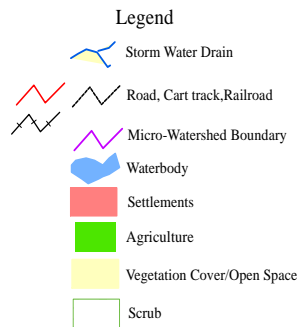 Legend
Storm Water Drain
Road, Cart track,Railroad
Micro-Watershed Boundary
Waterbody
Settlements
Agriculture
Vegetation Cover/Open Space
Scrub